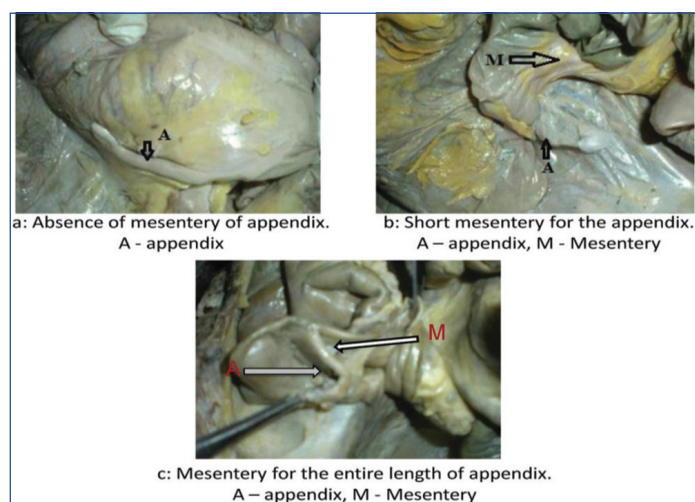 A
a: Absence of mesentery of appendix.
A - appendix
M
A
b: Short mesentery for the appendix.
A – appendix, M - Mesentery
M
A
c: Mesentery for the entire length of appendix.
A – appendix, M - Mesentery